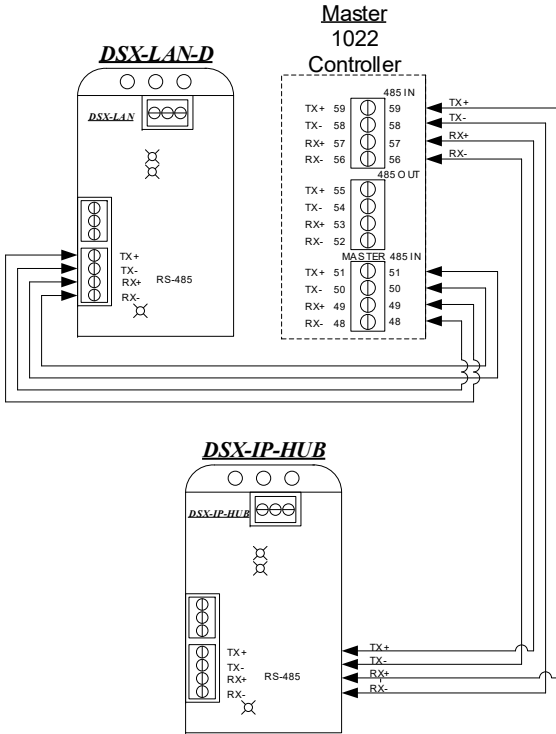 Master
1022
Controller
DSX-LAN-D
DSX-LAN
TX+
TX-
RX+
RX-
RS-485
485 IN
TX+ 59 59
TX- 58 58
RX+ 57 57
RX- 56 56
485 OUT
TX+ 55
TX- 54
RX+ 53
RX- 52
MASTER 485 IN
TX+ 51 51
TX- 50 50
RX+ 49 49
RX- 48 48
TX+
TX-
RX+
RX-
DSX-IP-HUB
DSX-IP-HUB
TX+
TX-
RX+
RX-
RS-485
TX+
TX-
RX+
RX-